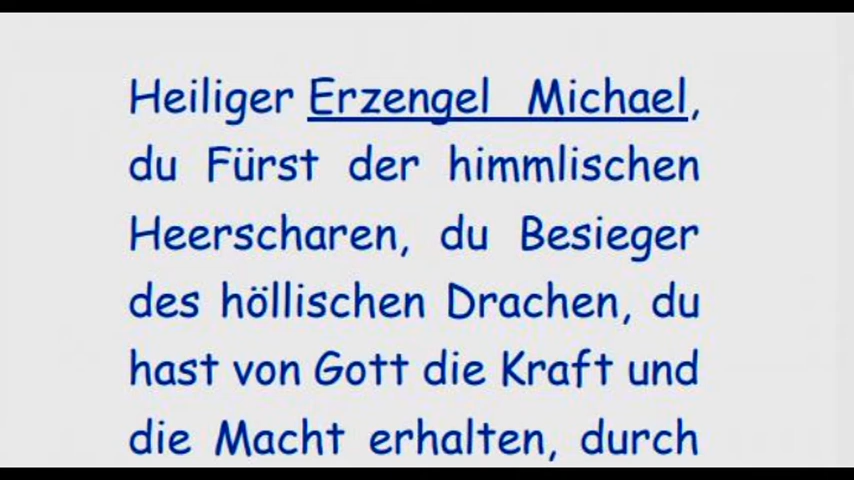 Heiliger Erzengel Michael,
du Fürst der himmlischen
Heerscharen, du Besieger
des höllischen Drachen, du
hast von Gott die Kraft und
die Macht erhalten, durch